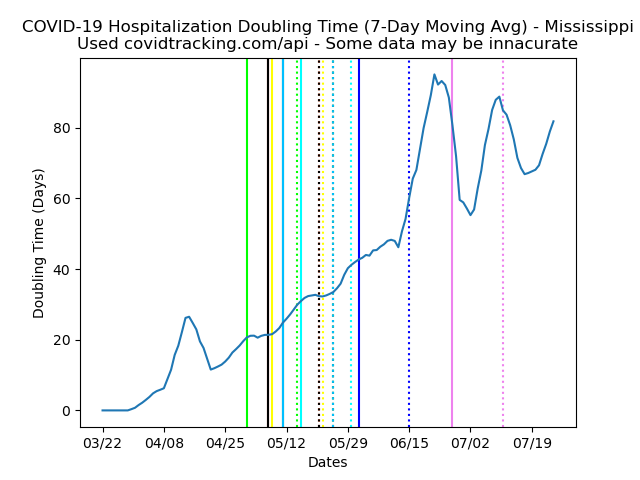 COVID-19 Hospitalization Doubling Time (7-Day Moving Avg) - Mississippi
Used covidtracking.com/api - Some data may be innacurate
Doubling Time (Days)
80
60
40
20
0
03/22 04/08 04/25 05/12 05/29 06/15 07/02 07/19
Dates